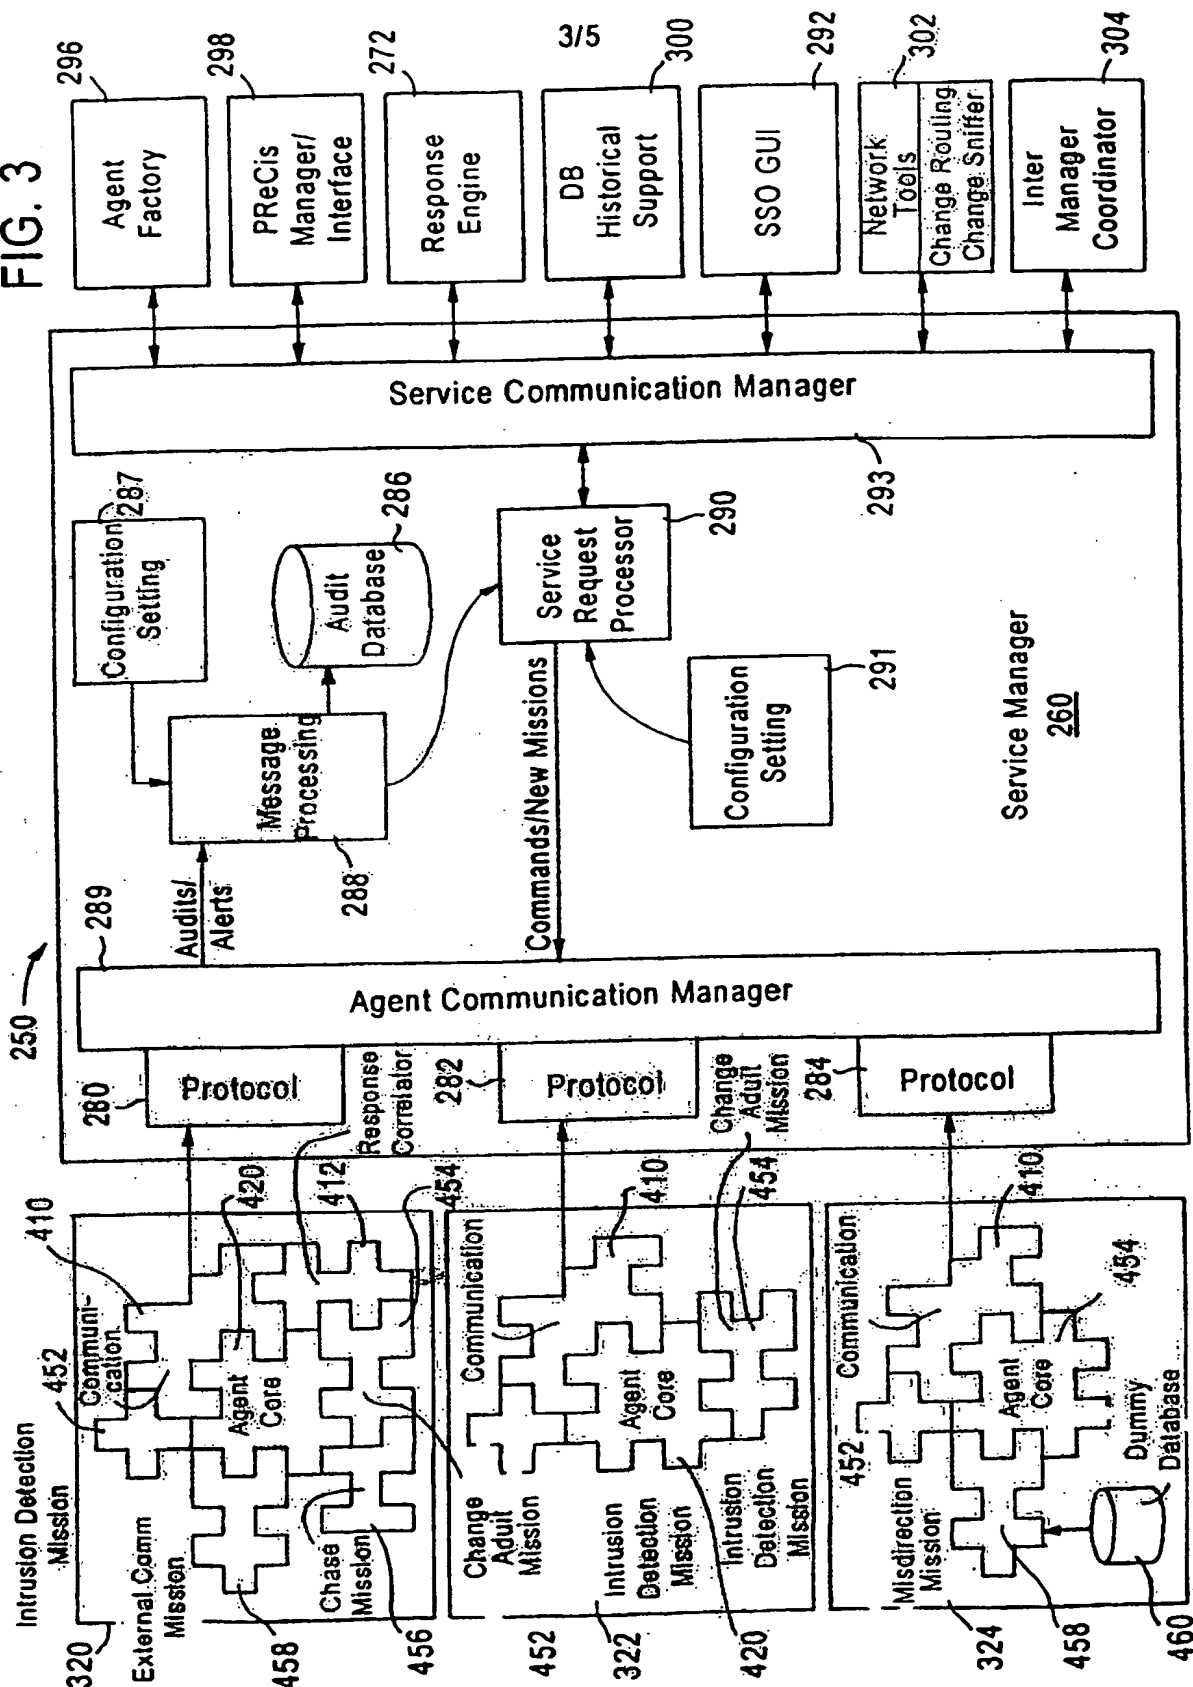 FIG. 3
3/5
296
Agent
Factory
298
PReCis
Manager/
Interface
272
Response
Engine
300
DB
Historical
Support
292
SSO GUI
302
Network
Tools
Change Routing
Change Sniffer
304
Inter
Manager
Coordinator
Service Communication Manager
293
287
Configuration
Setting
286
Audit
Database
290
Service
Request
Processor
Message
Processing
288
291
Configuration
Setting
Service Manager
260
Commands/New Missions
Audits/
Alerts
289
250
Agent Communication Manager
280
Protocol
282
Protocol
284
Protocol
Response
Correlator
Change
Adult
Mission
410
420
412
454
452
Communi-
cation
Agent
Core
Intrusion Detection
Mission
External Comm
Mission
320
458
Chase
Mission
456
410
454
Communication
Agent
Core
Change
Adult
Mission
Intrusion
Detection
Mission
Intrusion
Detection
Mission
452
322
420
410
454
Communication
Agent
Core
452
Misdirection
Mission
Dummy
Database
324
458
460